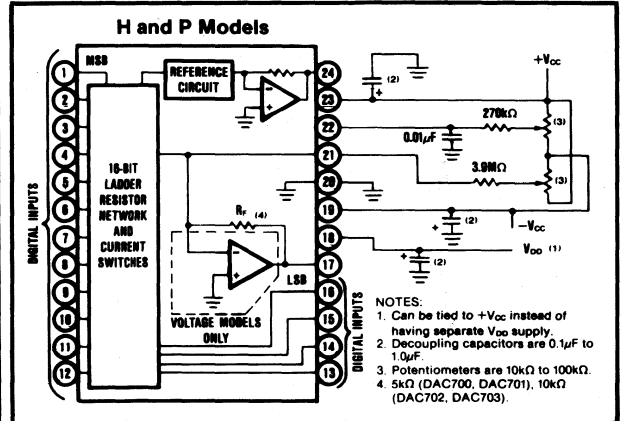 H and P Models
MSB
REFERENCE
CIRCUIT
1
2
3
4
5
6
7
8
9
10
11
12
DIGITAL INPUTS
16-BIT
LADDER
RESISTOR
NETWORK
AND
CURRENT
SWITCHES
RF (4)
LSB
VOLTAGE MODELS
ONLY
24
23
22
21
20
19
18
17
16
15
14
13
DIGITAL INPUTS
(2)
+
+VCC
270kΩ
(3)
0.01μF
3.9MΩ
(3)
+
(2)
−VCC
VDD (1)
+
(2)
NOTES:
1. Can be tied to +VCC instead of
having separate VDD supply.
2. Decoupling capacitors are 0.1μF to
1.0μF.
3. Potentiometers are 10kΩ to 100kΩ.
4. 5kΩ (DAC700, DAC701), 10kΩ
(DAC702, DAC703).